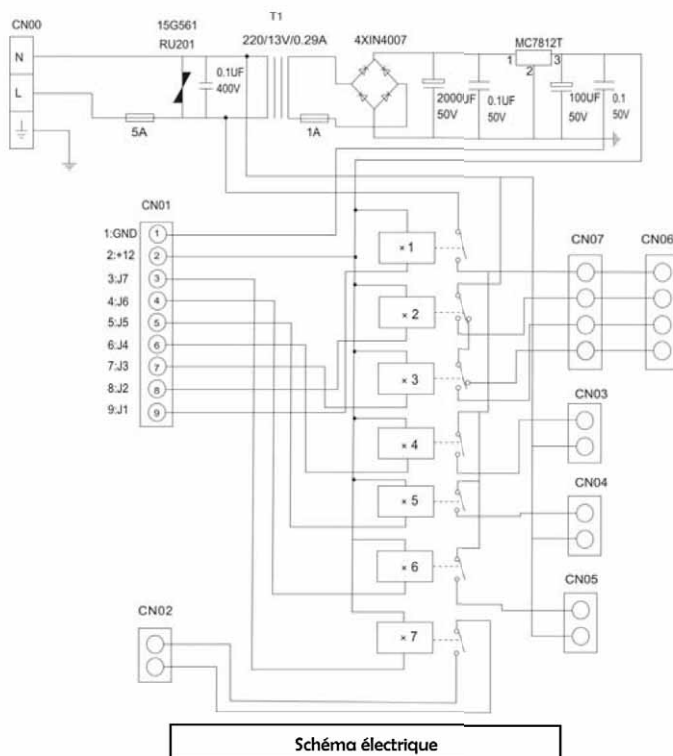 CN00
N
L
15G561
RU201
0.1UF
400V
5A
T1
220/13V/0.29A
1A
4XIN4007
2000UF
50V
0.1UF
50V
MC7812T
1
2
3
100UF
50V
0.1
50V
CN01
1:GND
2:+12
3:J7
4:J6
5:J5
6:J4
7:J3
8:J2
9:J1
1
2
3
4
5
6
7
8
9
× 1
× 2
× 3
× 4
× 5
× 6
× 7
CN07
CN06
CN03
CN04
CN05
CN02
Schéma électrique